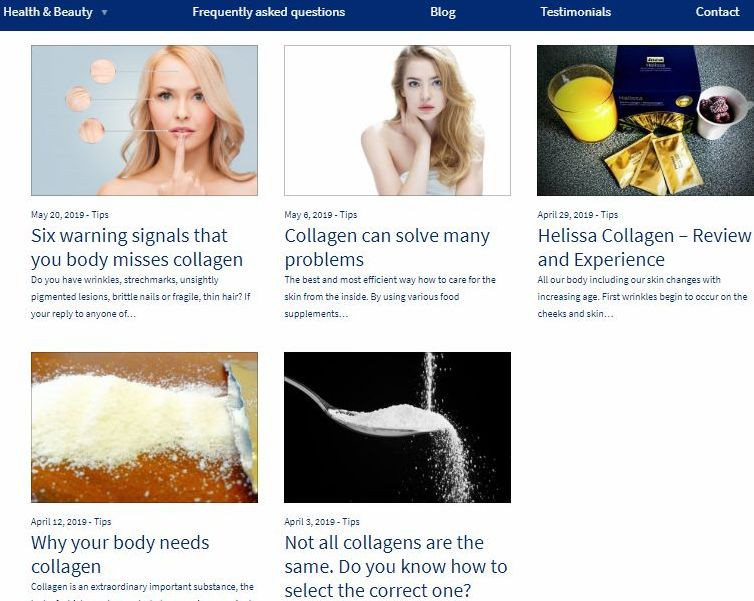 Health & Beauty ▼ Frequently asked questions Blog Testimonials Contact
May 20, 2019 - Tips
Six warning signals that
you body misses collagen
Do you have wrinkles, strechmarks, unsightly
pigmented lesions, brittle nails or fragile, thin hair? If
your reply to anyone of...
May 6, 2019 - Tips
Collagen can solve many
problems
The best and most efficient way how to care for the
skin from the inside. By using various food
supplements...
Helissa
April 29, 2019 - Tips
Helissa Collagen – Review
and Experience
All our body including our skin changes with
increasing age. First wrinkles begin to occur on the
cheeks and skin...
April 12, 2019 - Tips
Why your body needs
collagen
Collagen is an extraordinary important substance, the
April 3, 2019 - Tips
Not all collagens are the
same. Do you know how to
select the correct one?